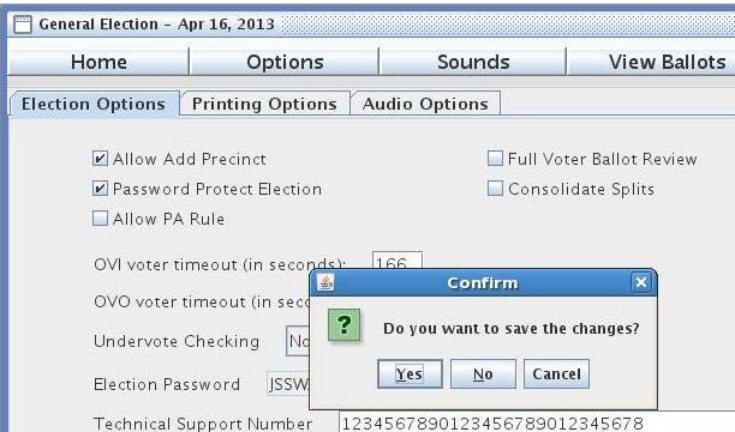 General Election - Apr 16, 2013
Home Options Sounds View Ballots
Election Options Printing Options Audio Options
Allow Add Precinct Full Voter Ballot Review
Password Protect Election Consolidate Splits
Allow PA Rule
OVI voter timeout (in seconds): 166
Confirm
OVO voter timeout (in seco
? Do you want to save the changes?
Undervote Checking No
Yes No Cancel
Election Password JSSW
Technical Support Number 1234567890123456789012345678